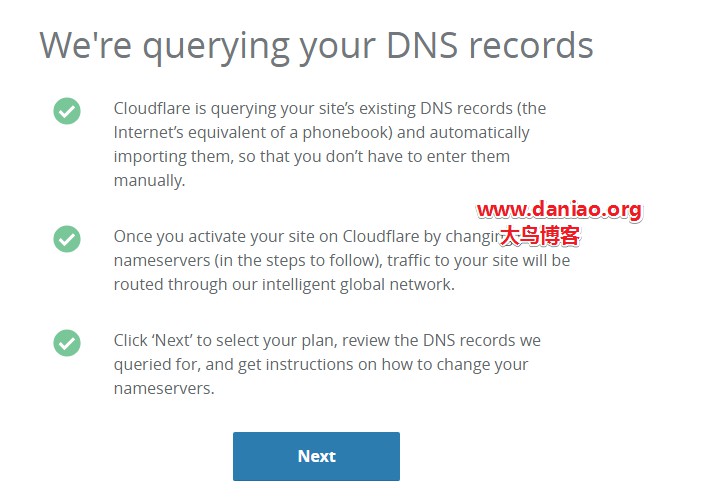 We're querying your DNS records
Cloudflare is querying your site’s existing DNS records (the
Internet’s equivalent of a phonebook) and automatically
importing them, so that you don’t have to enter them
manually.
www.daniao.org
大鸟博客
Once you activate your site on Cloudflare by changing
nameservers (in the steps to follow), traffic to your site will be
routed through our intelligent global network.
Click ‘Next’ to select your plan, review the DNS records we
queried for, and get instructions on how to change your
nameservers.
Next